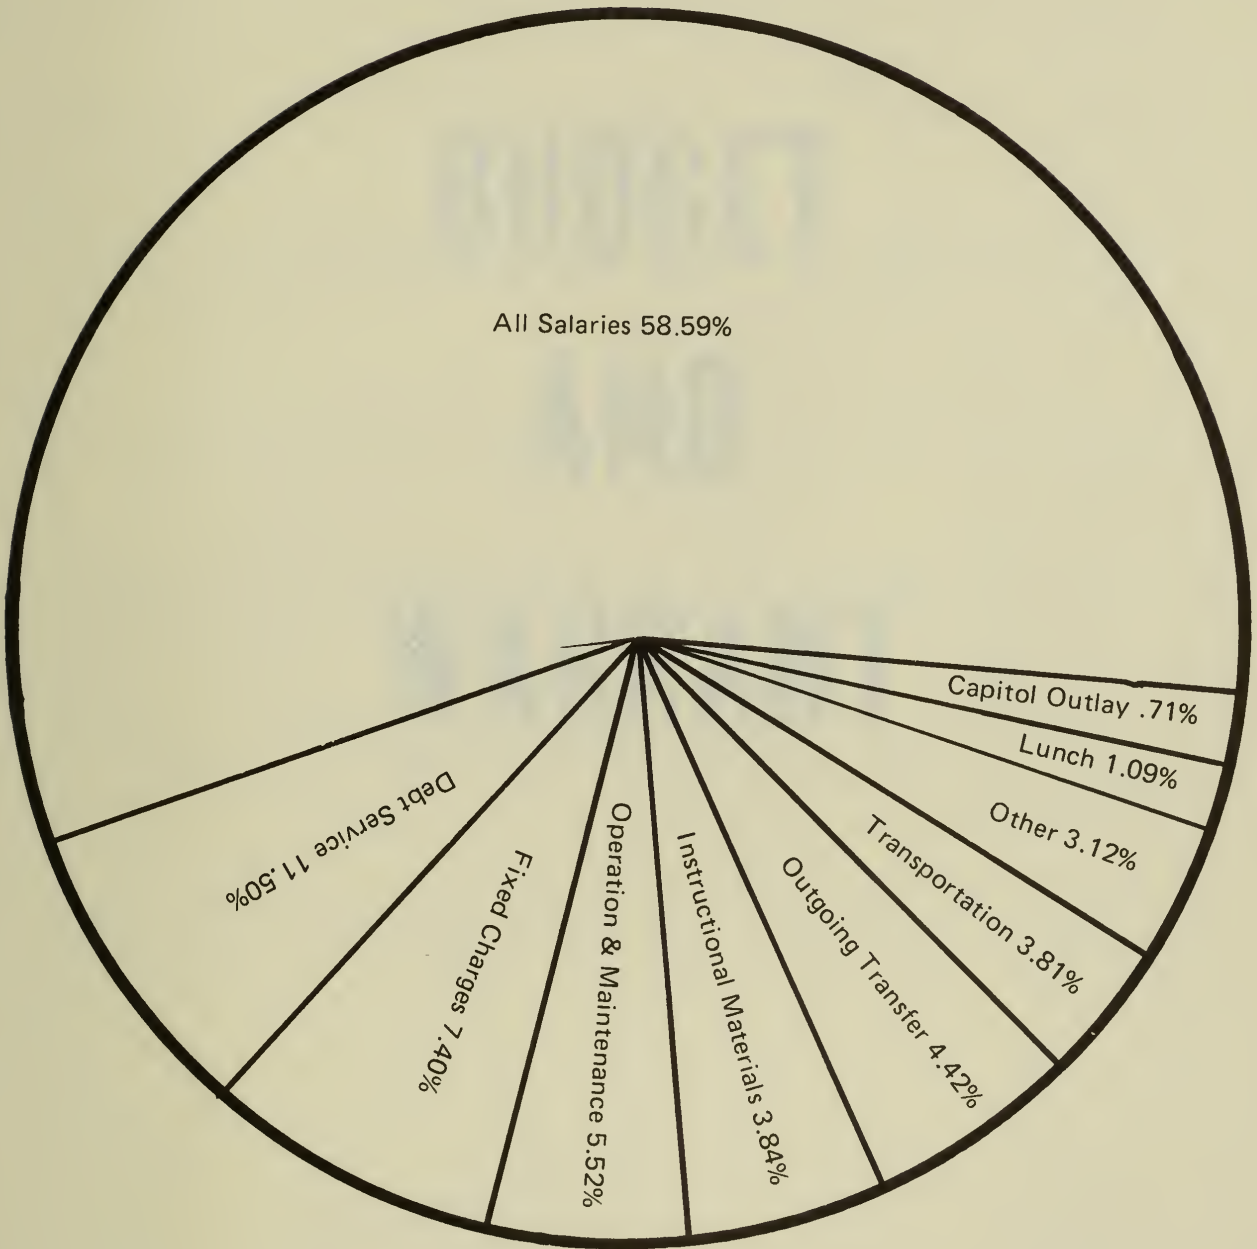 All Salaries 58.59%
Capitol Outlay .71%
Lunch 1.09%
Other 3.12%
Transportation 3.81%
Outgoing Transfer 4.42%
Instructional Materials 3.84%
Operation & Maintenance 5.52%
Fixed Charges 7.40%
Debt Service 11.50%